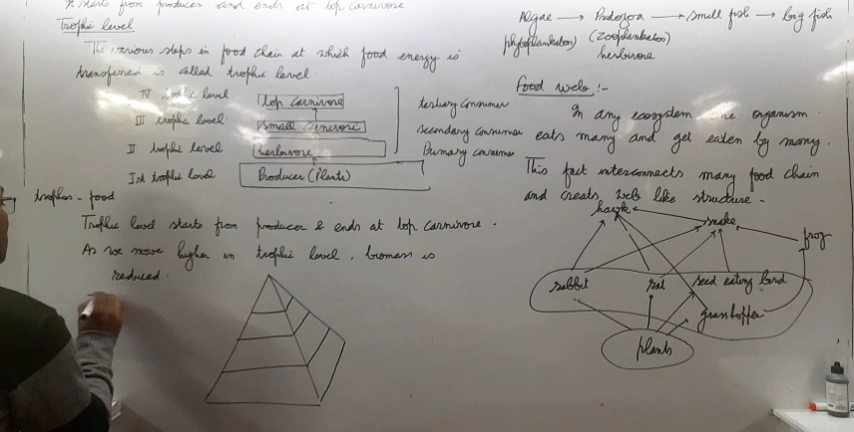 It starts from producer and ends at top carnivore
Trophic level
The various steps in food chain at which food energy is
transferred is called trophic level.
IV trophic level top carnivore
III trophic level small carnivore
II trophic level herbivore
Ist trophic level Producer (Plants)
tertiary consumer
secondary consumer
Primary consumer
trophos - food
Trophic level starts from producer & ends at top carnivore.
As we move higher in trophic level, biomass is
reduced.
Algae → Protozoa → small fish → big fish
(phytoplankton) (Zooplankton)
herbivore
Food web :-
In any ecosystem one organism
eats many and get eaten by many.
This fact interconnects many food chain
and creats web like structure.
hawk
snake
frog
rabbit rat seed eating bird
grasshopper
plants